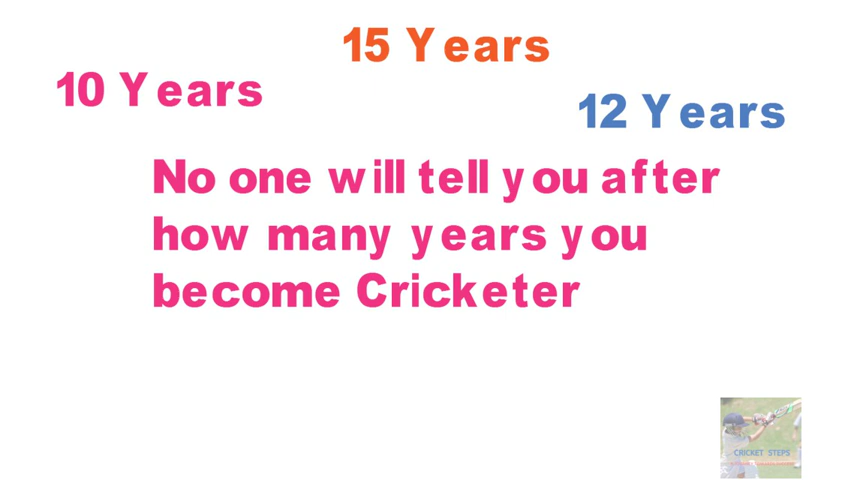 15 Years
10 Years
12 Years
No one will tell you after
how many years you
become Cricketer
CRICKET STEPS